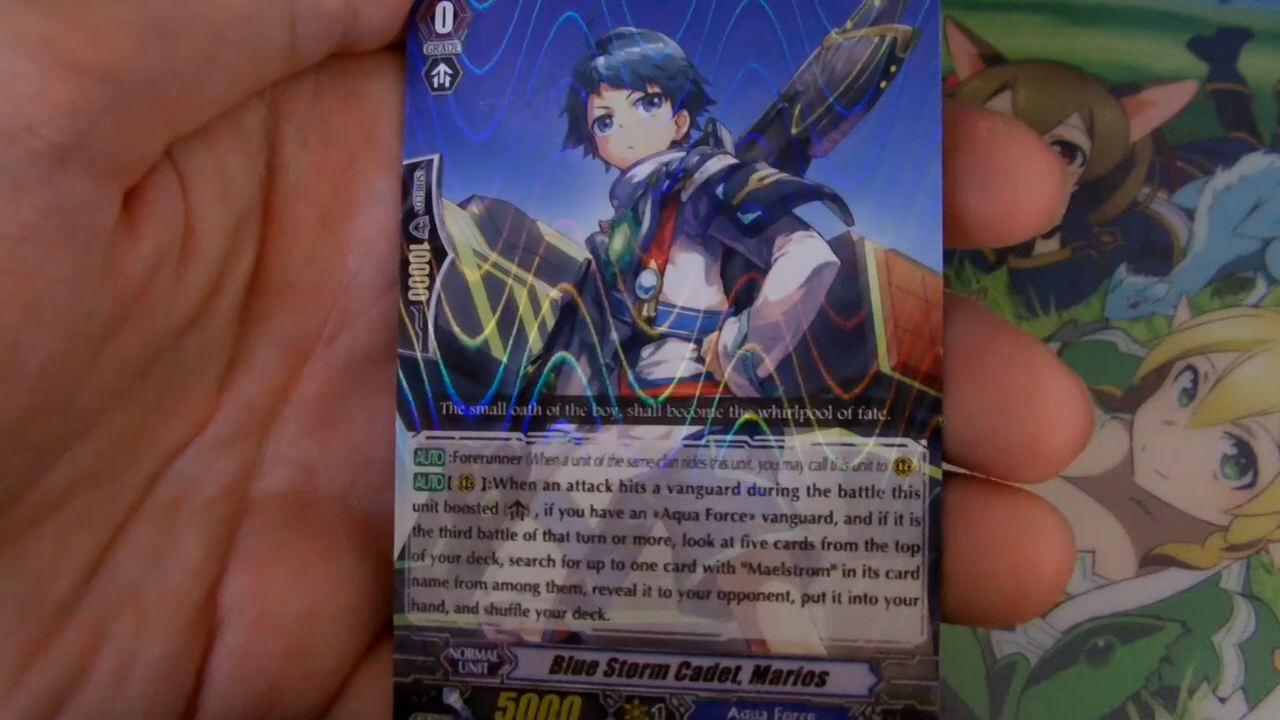 0
GRADE
SHIELD
10000
The small oath of the boy, shall become the whirlpool of fate.
AUTO :Forerunner (When a unit of the same clan rides this unit, you may call this unit to
AUTO [ ]:When an attack hits a vanguard during the battle this
unit boosted ( ) , if you have an «Aqua Force» vanguard, and if it is
the third battle of that turn or more, look at five cards from the top
of your deck, search for up to one card with "Maelstrom" in its card
name from among them, reveal it to your opponent, put it into your
hand, and shuffle your deck.
NORMAL
UNIT
Blue Storm Cadet, Marios
5000
1
Aqua Force